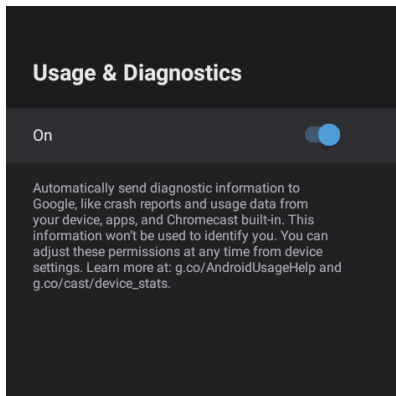 Usage & Diagnostics
On
Automatically send diagnostic information to
Google, like crash reports and usage data from
your device, apps, and Chromecast built-in. This
information won't be used to identify you. You can
adjust these permissions at any time from device
settings. Learn more at: g.co/AndroidUsageHelp and
g.co/cast/device_stats.